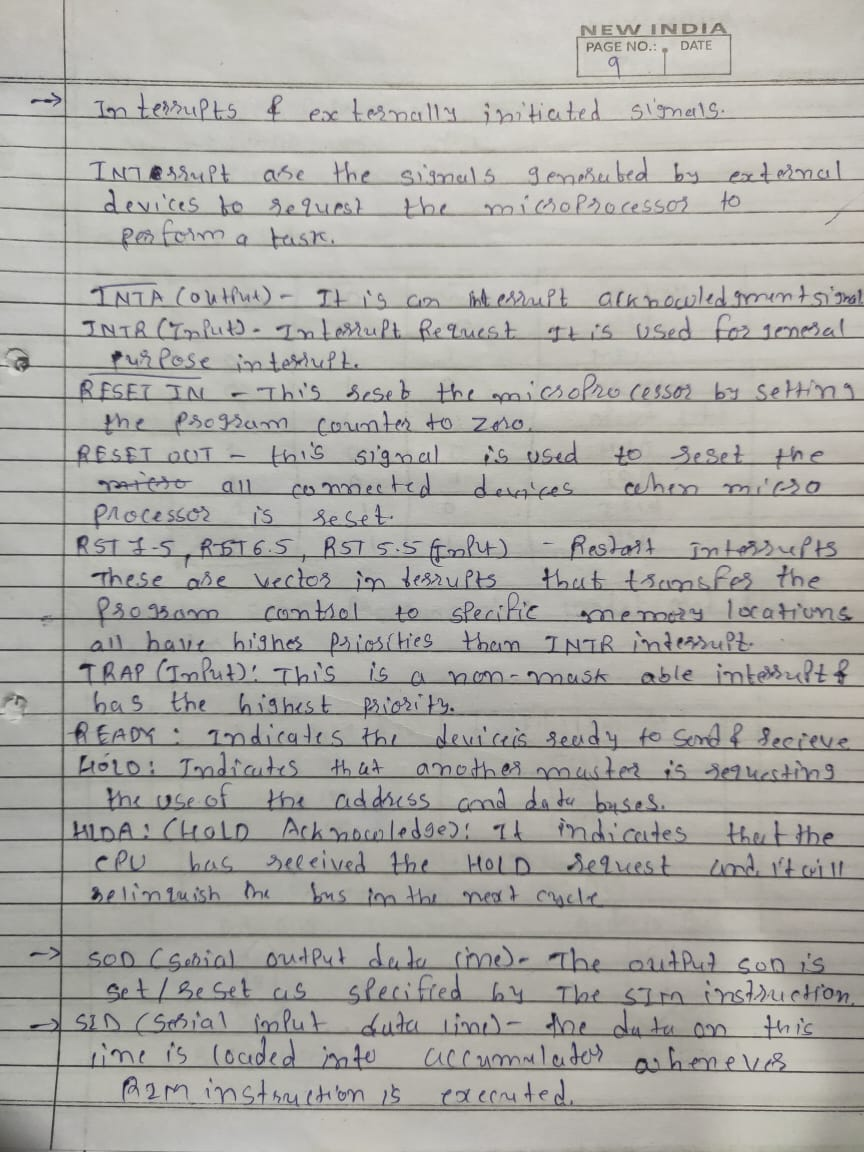 NEW INDIA
PAGE NO.: DATE
9
→ Interrupts & externally initiated signals.
INTerrupt are the signals generated by external
devices to request the microprocessor to
perform a task.
INTA (output) - It is an interrupt acknowledgment signal
INTR (Input) - Interrupt Request It is used for general
purpose interrupt.
RESET IN - This reset the microprocessor by setting
the program counter to zero.
RESET OUT - this signal is used to reset the
micro all connected devices when micro
processor is reset.
RST 7.5, RST 6.5, RST 5.5 (Input) - Restart interrupts
These are vector interrupts that transfer the
program control to specific memory locations
all have higher priorities than INTR interrupt.
TRAP (Input): This is a non-mask able interrupt &
has the highest priority.
READY : Indicates the device is ready to send & recieve
HOLD : Indicates that another master is requesting
the use of the address and data buses.
HLDA : (HOLD Acknowledge): It indicates that the
CPU has received the HOLD request and it will
relinquish the bus in the next cycle
→ SOD (Serial output data line) - The output SOD is
set/reset as specified by The SIM instruction.
→ SID (Serial input data line) - the data on this
line is loaded into accumulator whenever
RIM instruction is executed.